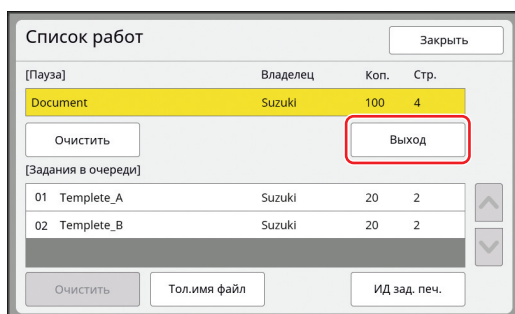 Список работ Закрыть
[Пауза] Владелец Коп. Стр.
Document Suzuki 100 4
Очистить Выход
[Задания в очереди]
01 Templete_A Suzuki 20 2
02 Templete_B Suzuki 20 2
Очистить Тол.имя файл ИД зад. печ.